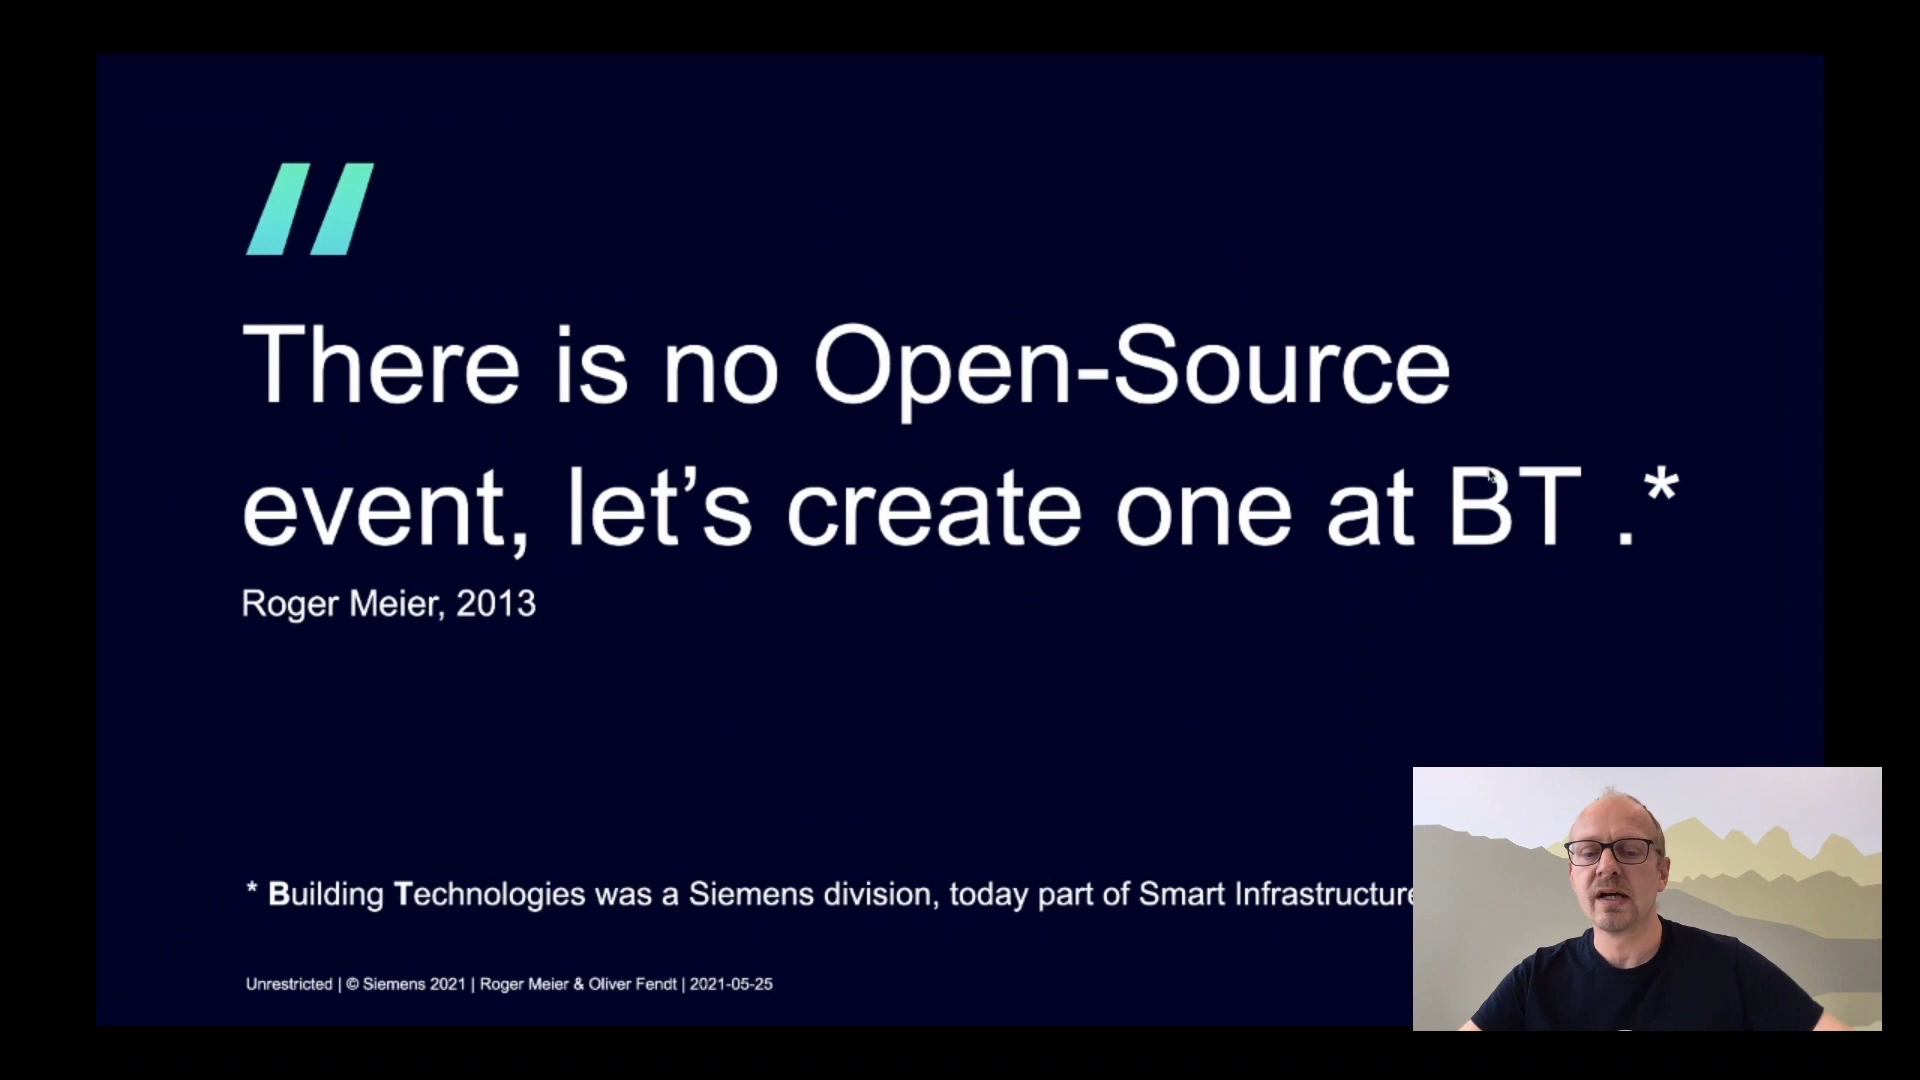 There is no Open-Source
event, let’s create one at BT .*
Roger Meier, 2013
* Building Technologies was a Siemens division, today part of Smart Infrastructure
Unrestricted | © Siemens 2021 | Roger Meier & Oliver Fendt | 2021-05-25